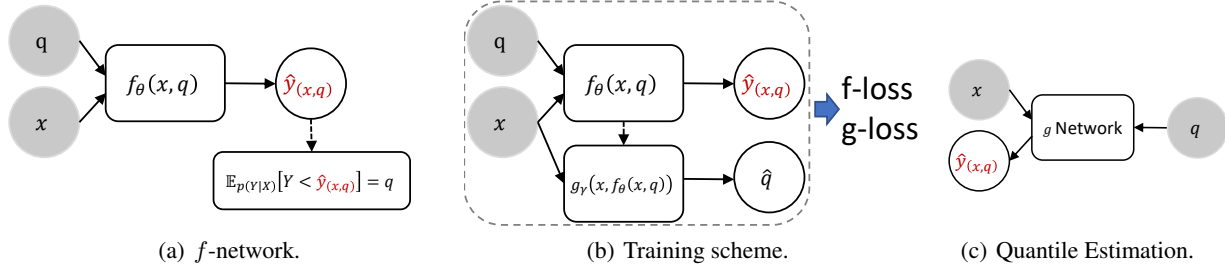 q
x
f_θ(x, q)
ŷ_(x,q)
𝔼_p(Y|X)[Y < ŷ_(x,q)] = q
(a) f-network.
q
x
f_θ(x, q)
ŷ_(x,q)
g_γ(x, f_θ(x, q))
q̂
f-loss
g-loss
(b) Training scheme.
x
ŷ_(x,q)
g Network
q
(c) Quantile Estimation.